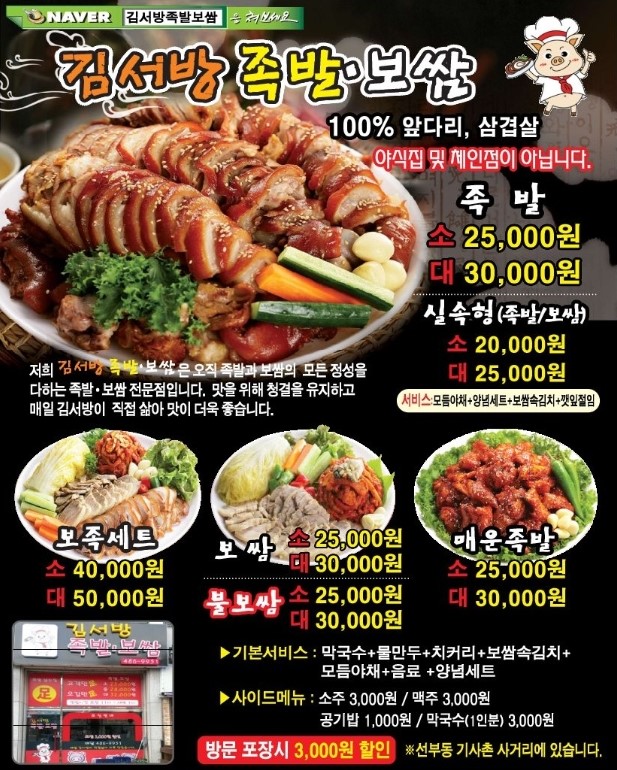 NAVER 김서방족발보쌈 을 쳐보세요
김서방 족발·보쌈
100% 앞다리, 삼겹살
야식집 및 체인점이 아닙니다.
족 발
소 25,000원
대 30,000원
실속형(족발/보쌈)
소 20,000원
대 25,000원
서비스:모듬야채+양념세트+보쌈속김치+깻잎절임
저희 김서방 족발·보쌈은 오직 족발과 보쌈의 모든 정성을
다하는 족발·보쌈 전문점입니다. 맛을 위해 청결을 유지하고
매일 김서방이 직접 삶아 맛이 더욱 좋습니다.
보족세트
소 40,000원
대 50,000원
보쌈 소 25,000원
대 30,000원
불보쌈 소 25,000원
대 30,000원
매운족발
소 25,000원
대 30,000원
김서방
족발·보쌈
足
▶기본서비스 : 막국수+물만두+치커리+보쌈속김치+
모듬야채+음료 +양념세트
▶사이드메뉴 : 소주 3,000원 / 맥주 3,000원
공기밥 1,000원 / 막국수(1인분) 3,000원
방문 포장시 3,000원 할인 ※선부동 기사촌 사거리에 있습니다.